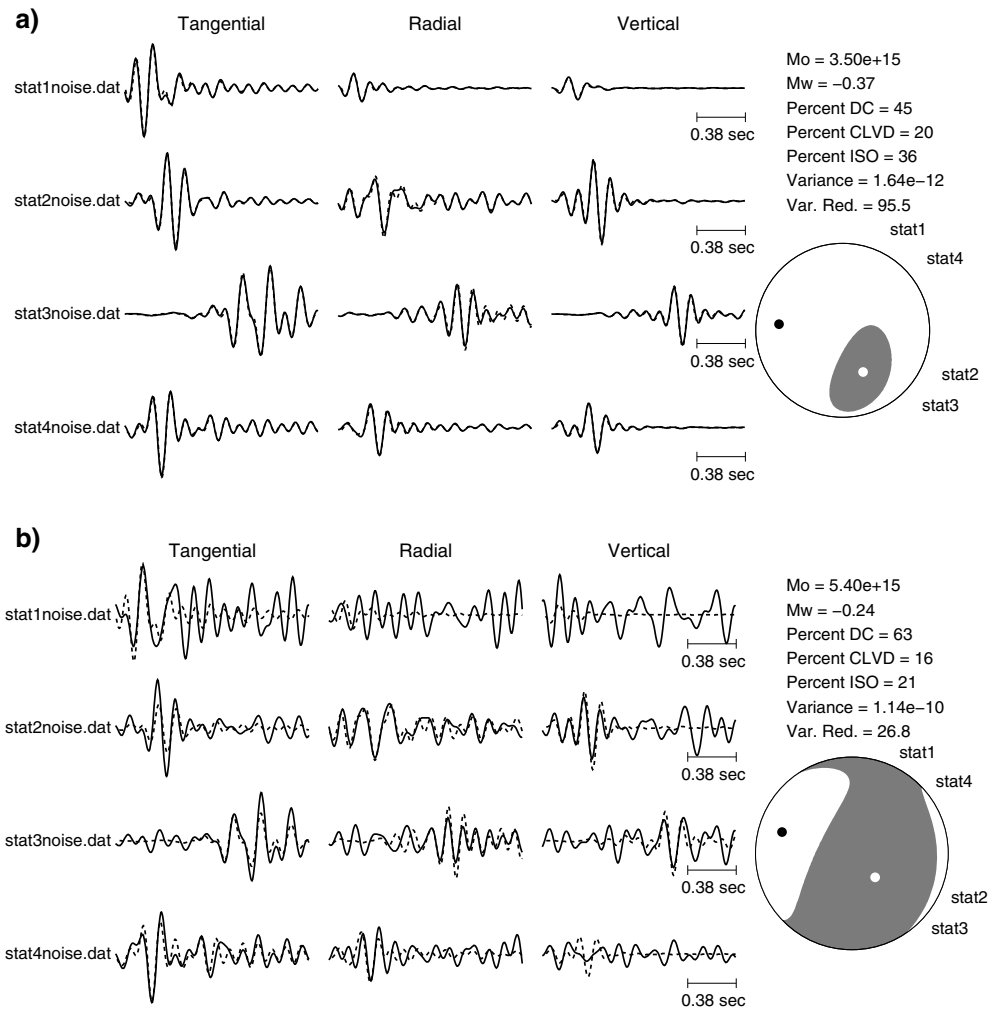 a)
Tangential Radial Vertical
stat1noise.dat
0.38 sec
stat2noise.dat
0.38 sec
stat3noise.dat
0.38 sec
stat4noise.dat
0.38 sec
Mo = 3.50e+15
Mw = −0.37
Percent DC = 45
Percent CLVD = 20
Percent ISO = 36
Variance = 1.64e−12
Var. Red. = 95.5
stat1
stat4
stat2
stat3
b)
Tangential Radial Vertical
stat1noise.dat
0.38 sec
stat2noise.dat
0.38 sec
stat3noise.dat
0.38 sec
stat4noise.dat
0.38 sec
Mo = 5.40e+15
Mw = −0.24
Percent DC = 63
Percent CLVD = 16
Percent ISO = 21
Variance = 1.14e−10
Var. Red. = 26.8
stat1
stat4
stat2
stat3